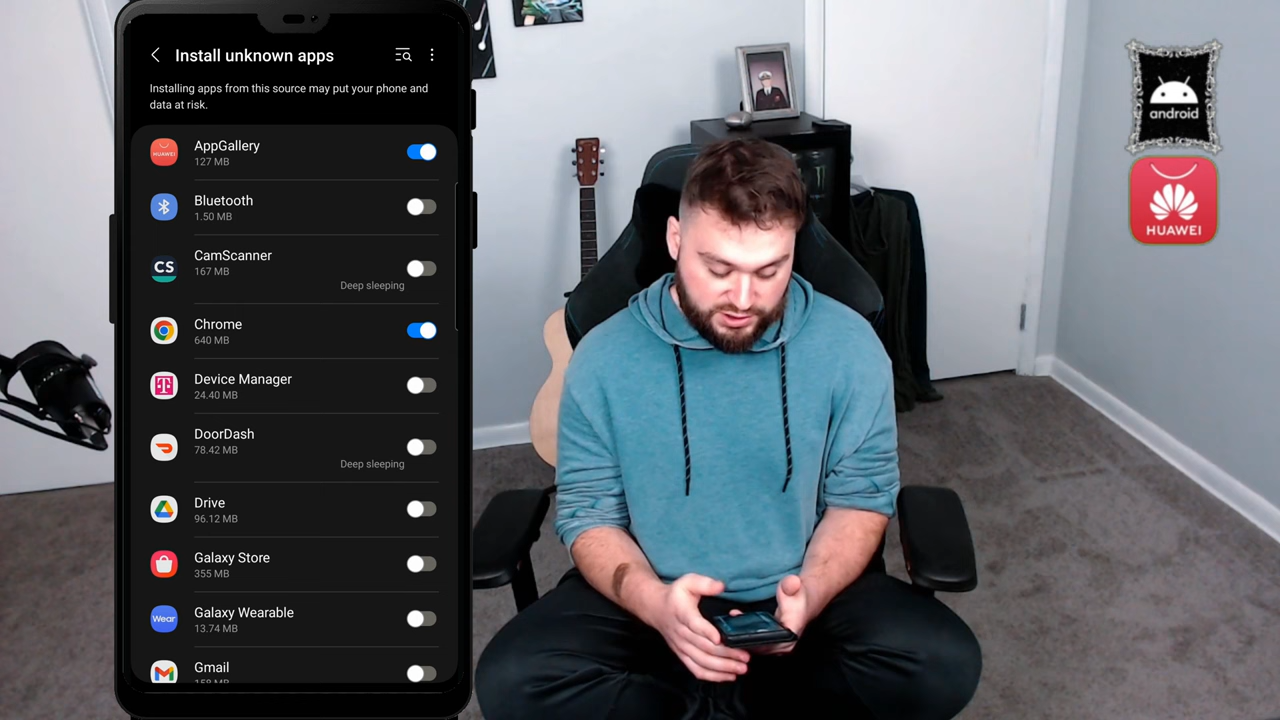 Install unknown apps
Installing apps from this source may put your phone and
data at risk.
HUAWEI
AppGallery
127 MB
Bluetooth
1.50 MB
CS
CamScanner
167 MB
Deep sleeping
Chrome
640 MB
T
Device Manager
24.40 MB
DoorDash
78.42 MB
Deep sleeping
Drive
96.12 MB
Galaxy Store
355 MB
Wear
Galaxy Wearable
13.74 MB
Gmail
158 MB
android
HUAWEI